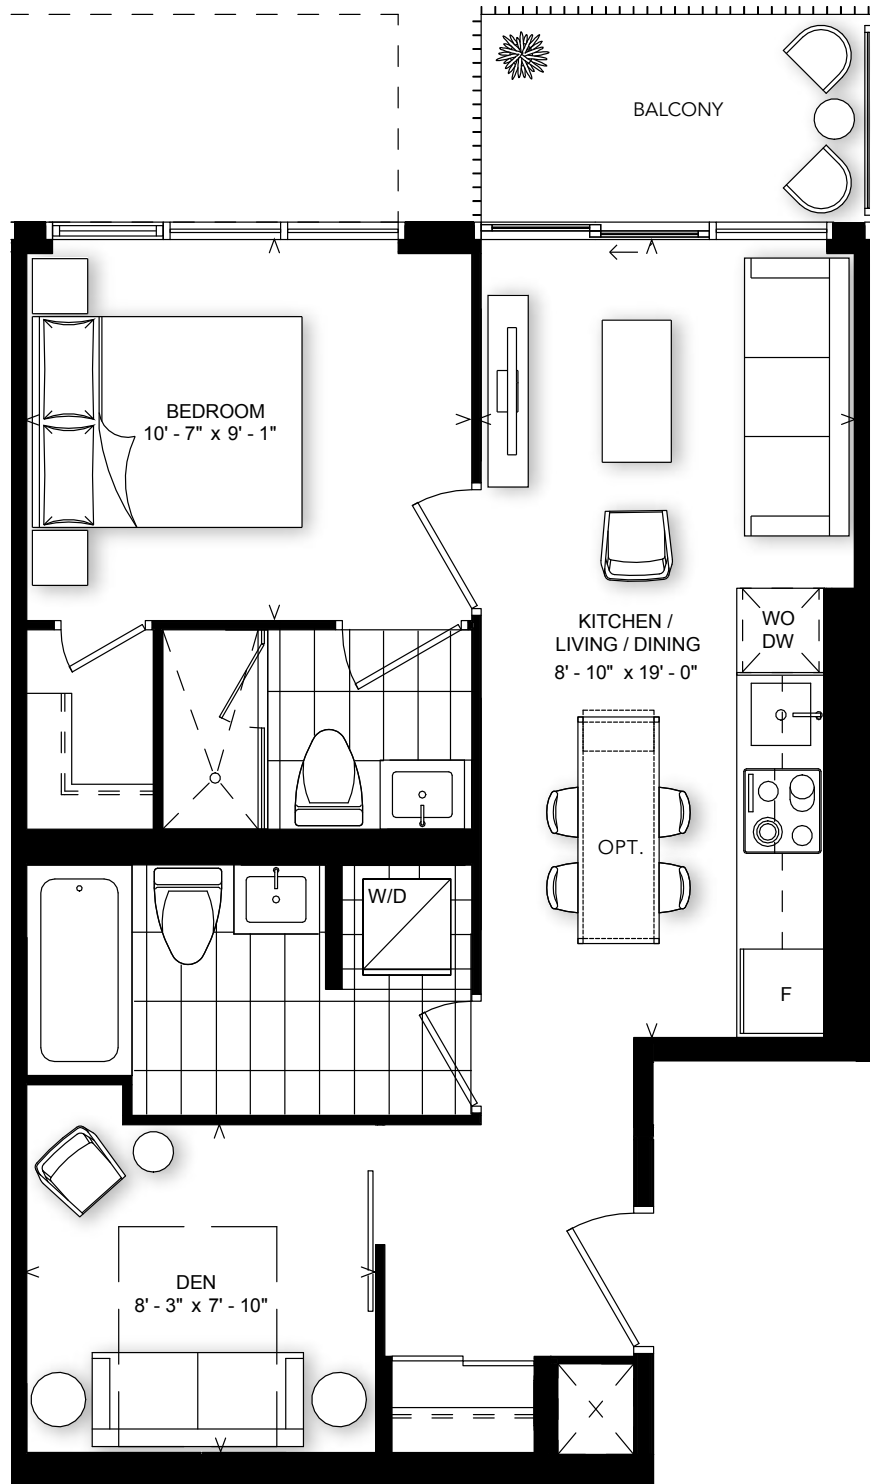 BALCONY
BEDROOM
10' - 7" x 9' - 1"
KITCHEN /
LIVING / DINING
8' - 10" x 19' - 0"
WO
DW
OPT.
W/D
F
DEN
8' - 3" x 7' - 10"